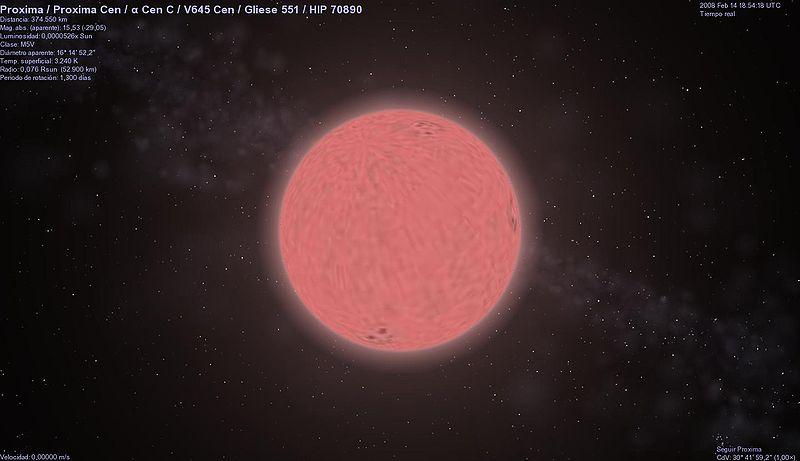 Proxima / Proxima Cen / α Cen C / V645 Cen / Gliese 551 / HIP 70890
Distancia: 374.550 km
Mag. abs. (aparente): 15,53 (-29,05)
Luminosidad: 0,0000526x Sun
Clase: M5V
Diámetro aparente: 16° 14' 52,2"
Temp. superficial: 3.240 K
Radio: 0,076 Rsun (52.900 km)
Periodo de rotación: 1,300 días
2008 Feb 14 18:54:18 UTC
Tiempo real
Velocidad: 0,00000 m/s
Seguir Proxima
CdV: 30° 41' 59,2" (1,00×)